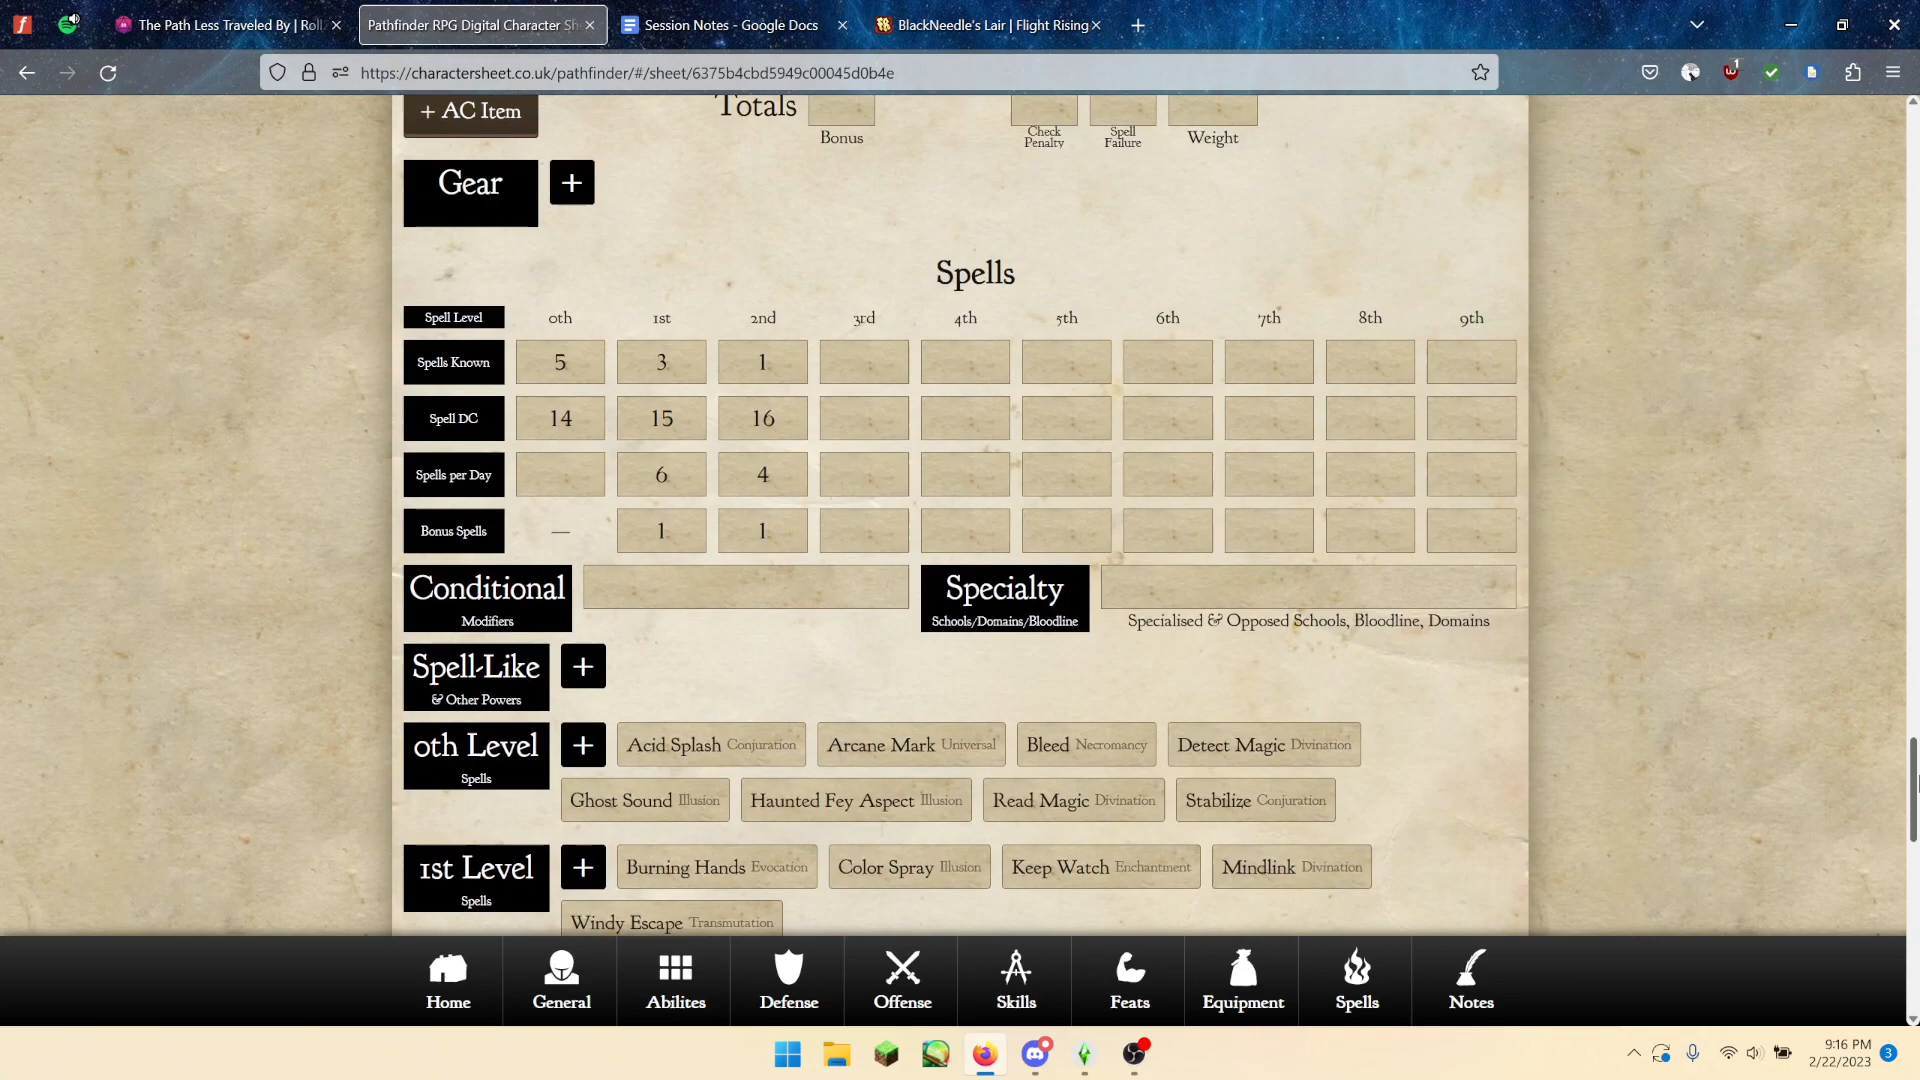 The Path Less Traveled By | Roll
Pathfinder RPG Digital Character Sh
Session Notes - Google Docs
BlackNeedle's Lair | Flight Rising
https://charactersheet.co.uk/pathfinder/#/sheet/6375b4cbd5949c00045d0b4e
1
+ AC Item
Totals
Bonus
Check Penalty
Spell Failure
Weight
Gear
+
Spells
Spell Level 0th 1st 2nd 3rd 4th 5th 6th 7th 8th 9th
Spells Known 5 3 1
Spell DC 14 15 16
Spells per Day 6 4
Bonus Spells — 1 1
Conditional
Modifiers
Specialty
Schools/Domains/Bloodline
Specialised & Opposed Schools, Bloodline, Domains
Spell-Like
& Other Powers
+
0th Level
Spells
+ Acid Splash Conjuration Arcane Mark Universal Bleed Necromancy Detect Magic Divination
Ghost Sound Illusion Haunted Fey Aspect Illusion Read Magic Divination Stabilize Conjuration
1st Level
Spells
+ Burning Hands Evocation Color Spray Illusion Keep Watch Enchantment Mindlink Divination
Windy Escape Transmutation
Home General Abilites Defense Offense Skills Feats Equipment Spells Notes
9:16 PM
2/22/2023
3